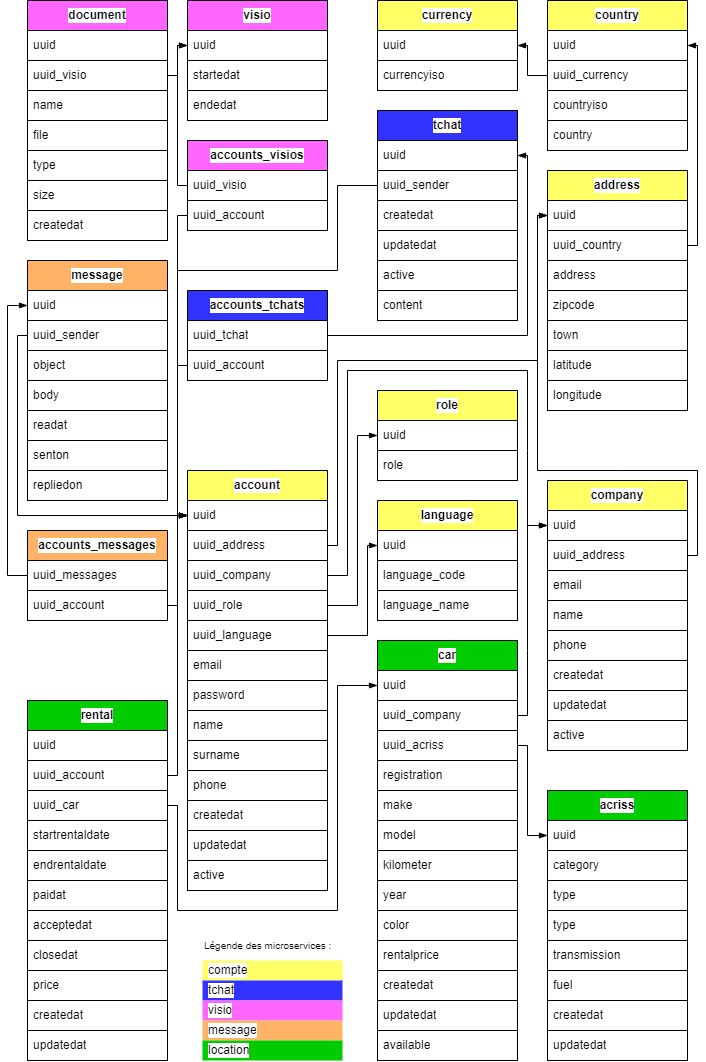 document
uuid
uuid_visio
name
file
type
size
createdat
visio
uuid
startedat
endedat
currency
uuid
currencyiso
country
uuid
uuid_currency
countryiso
country
accounts_visios
uuid_visio
uuid_account
tchat
uuid
uuid_sender
createdat
updatedat
active
content
address
uuid
uuid_country
address
zipcode
town
latitude
longitude
message
uuid
uuid_sender
object
body
readat
senton
repliedon
accounts_tchats
uuid_tchat
uuid_account
role
uuid
role
account
uuid
uuid_address
uuid_company
uuid_role
uuid_language
email
password
name
surname
phone
createdat
updatedat
active
language
uuid
language_code
language_name
company
uuid
uuid_address
email
name
phone
createdat
updatedat
active
accounts_messages
uuid_messages
uuid_account
car
uuid
uuid_company
uuid_acriss
registration
make
model
kilometer
year
color
rentalprice
createdat
updatedat
available
rental
uuid
uuid_account
uuid_car
startrentaldate
endrentaldate
paidat
acceptedat
closedat
price
createdat
updatedat
acriss
uuid
category
type
type
transmission
fuel
createdat
updatedat
Légende des microservices :
compte
tchat
visio
message
location